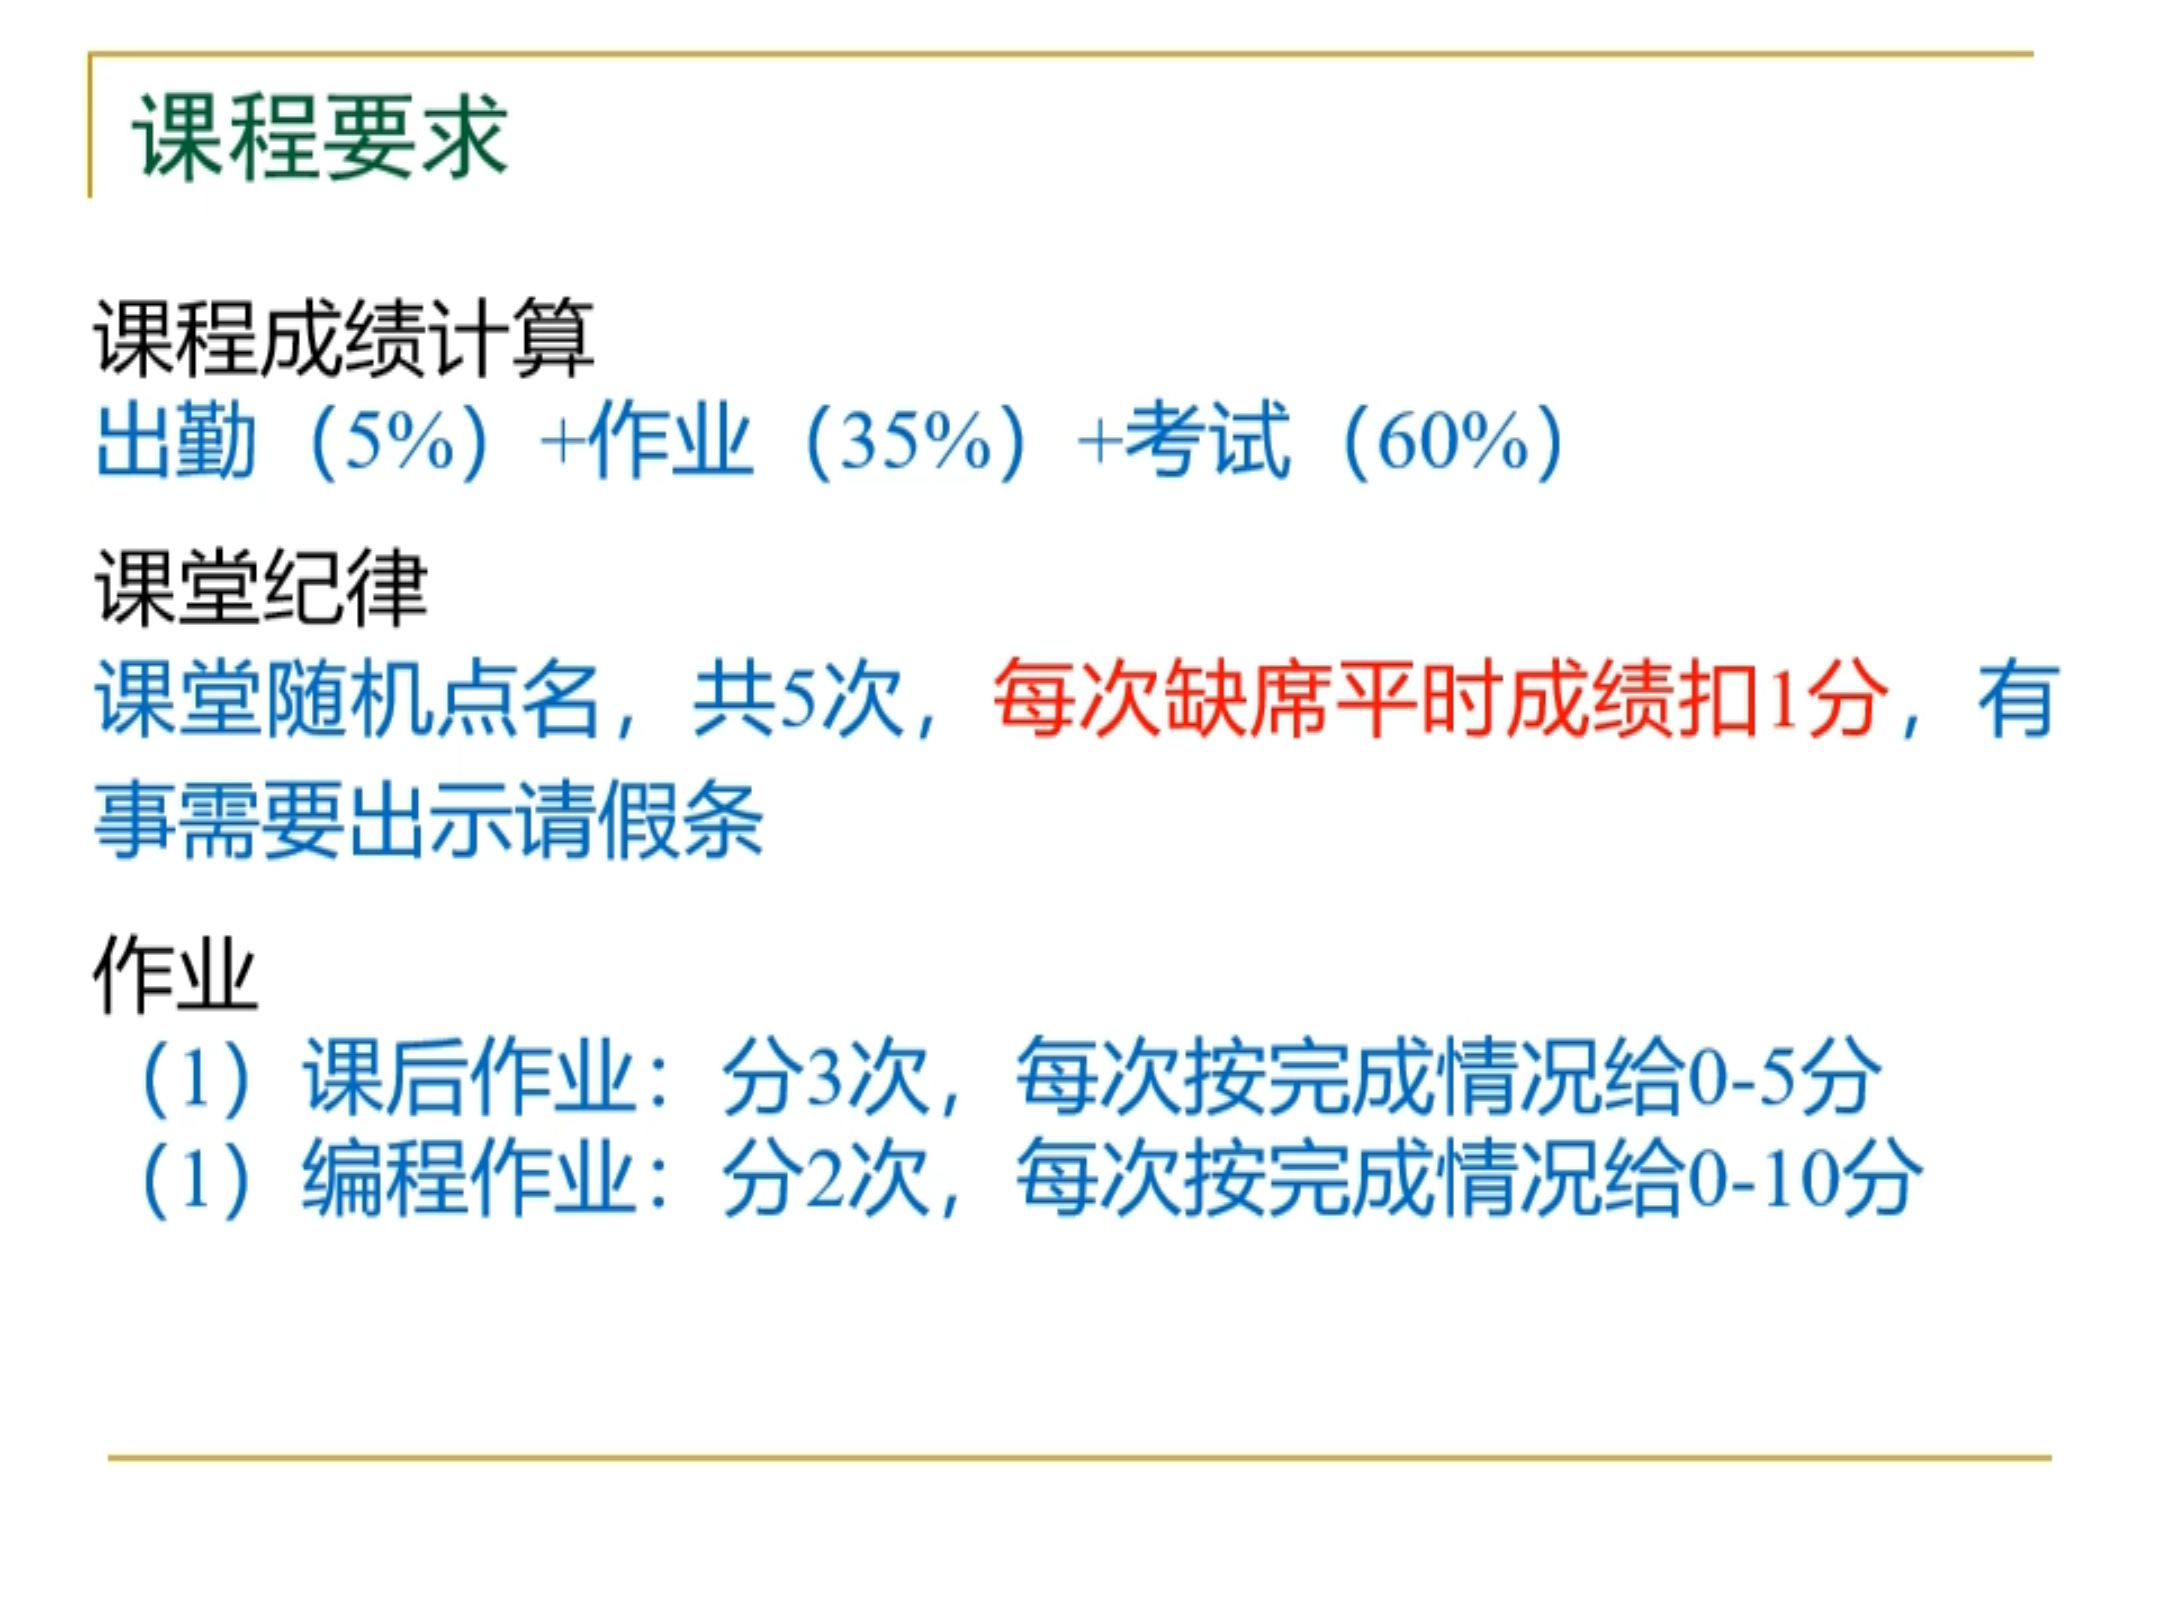 课程要求
课程成绩计算
出勤（5%）+作业（35%）+考试（60%）
课堂纪律
课堂随机点名，共5次，每次缺席平时成绩扣1分，有
事需要出示请假条
作业
（1）课后作业：分3次，每次按完成情况给0-5分
（1）编程作业：分2次，每次按完成情况给0-10分